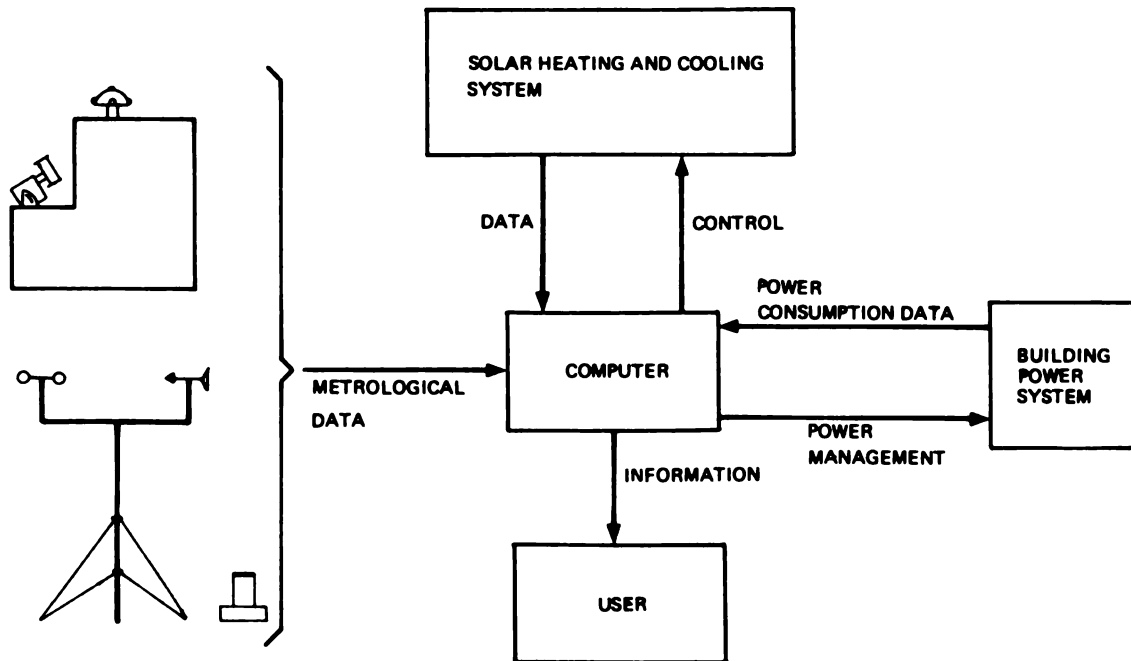 SOLAR HEATING AND COOLING
SYSTEM
DATA
CONTROL
POWER
CONSUMPTION DATA
BUILDING
POWER
SYSTEM
COMPUTER
METROLOGICAL
DATA
POWER
MANAGEMENT
INFORMATION
USER